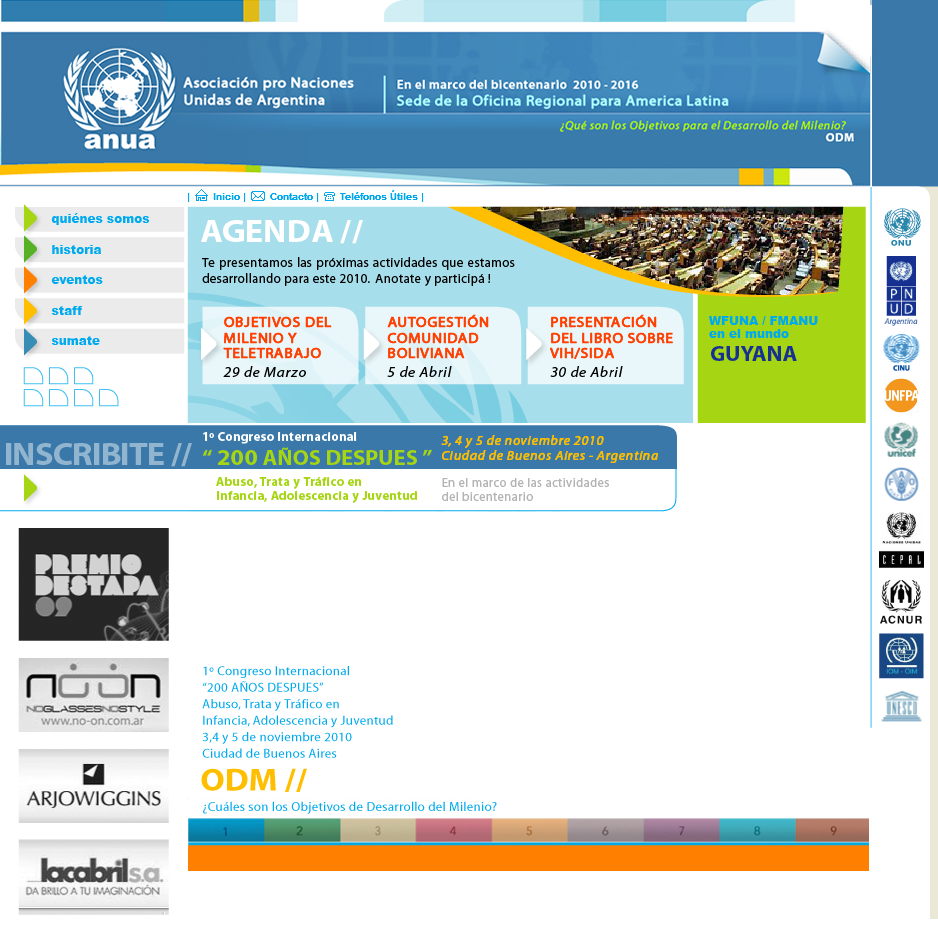 Asociación pro Naciones
Unidas de Argentina
anua
En el marco del bicentenario 2010 - 2016
Sede de la Oficina Regional para America Latina
¿Qué son los Objetivos para el Desarrollo del Milenio?
ODM
| Inicio | Contacto | Teléfonos Útiles |
quiénes somos
historia
eventos
staff
sumate
AGENDA //
Te presentamos las próximas actividades que estamos
desarrollando para este 2010. Anotate y participá !
OBJETIVOS DEL
MILENIO Y
TELETRABAJO
29 de Marzo
AUTOGESTIÓN
COMUNIDAD
BOLIVIANA
5 de Abril
PRESENTACIÓN
DEL LIBRO SOBRE
VIH/SIDA
30 de Abril
WFUNA / FMANU
en el mundo
GUYANA
INSCRIBITE //
1º Congreso Internacional
“ 200 AÑOS DESPUES ”
3, 4 y 5 de noviembre 2010
Ciudad de Buenos Aires - Argentina
Abuso, Trata y Tráfico en
Infancia, Adolescencia y Juventud
En el marco de las actividades
del bicentenario
PREMIO
DESTAPA
09
noon
NOGLASSESNOSTYLE
www.no-on.com.ar
ARJOWIGGINS
lacabril s.a.
DA BRILLO A TU IMAGINACIÓN
1º Congreso Internacional
“200 AÑOS DESPUES”
Abuso, Trata y Tráfico en
Infancia, Adolescencia y Juventud
3,4 y 5 de noviembre 2010
Ciudad de Buenos Aires
ODM //
¿Cuáles son los Objetivos de Desarrollo del Milenio?
1 2 3 4 5 6 7 8 9
ONU
P N
U D
Argentina
CINU
UNFPA
unicef
FAO
NACIONES UNIDAS
CEPAL
ACNUR
IOM - OIM
UNESCO